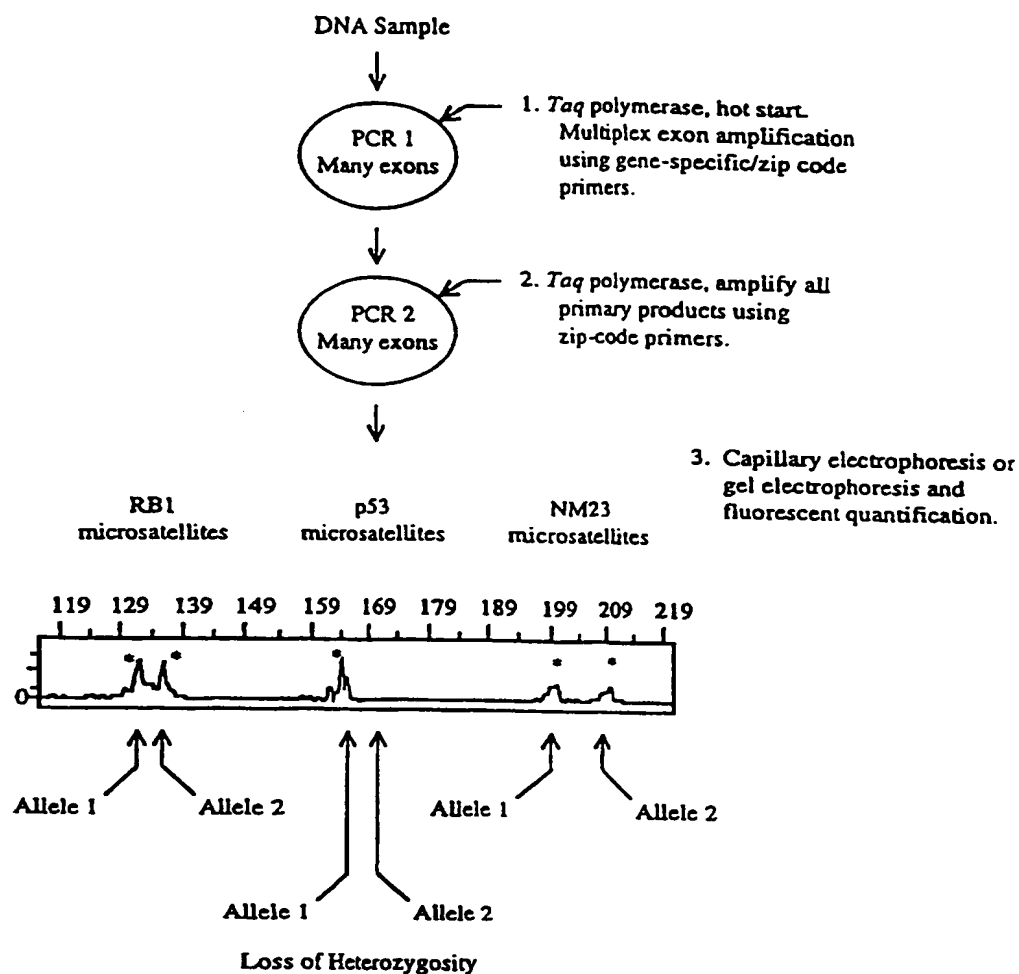 DNA Sample
PCR 1
Many exons
1. Taq polymerase, hot start.
Multiplex exon amplification
using gene-specific/zip code
primers.
PCR 2
Many exons
2. Taq polymerase, amplify all
primary products using
zip-code primers.
3. Capillary electrophoresis or
gel electrophoresis and
fluorescent quantification.
RB1
microsatellites
p53
microsatellites
NM23
microsatellites
119 129 139 149 159 169 179 189 199 209 219
* * * * *
0
Allele 1
Allele 2
Allele 1
Allele 2
Allele 1
Allele 2
Loss of Heterozygosity